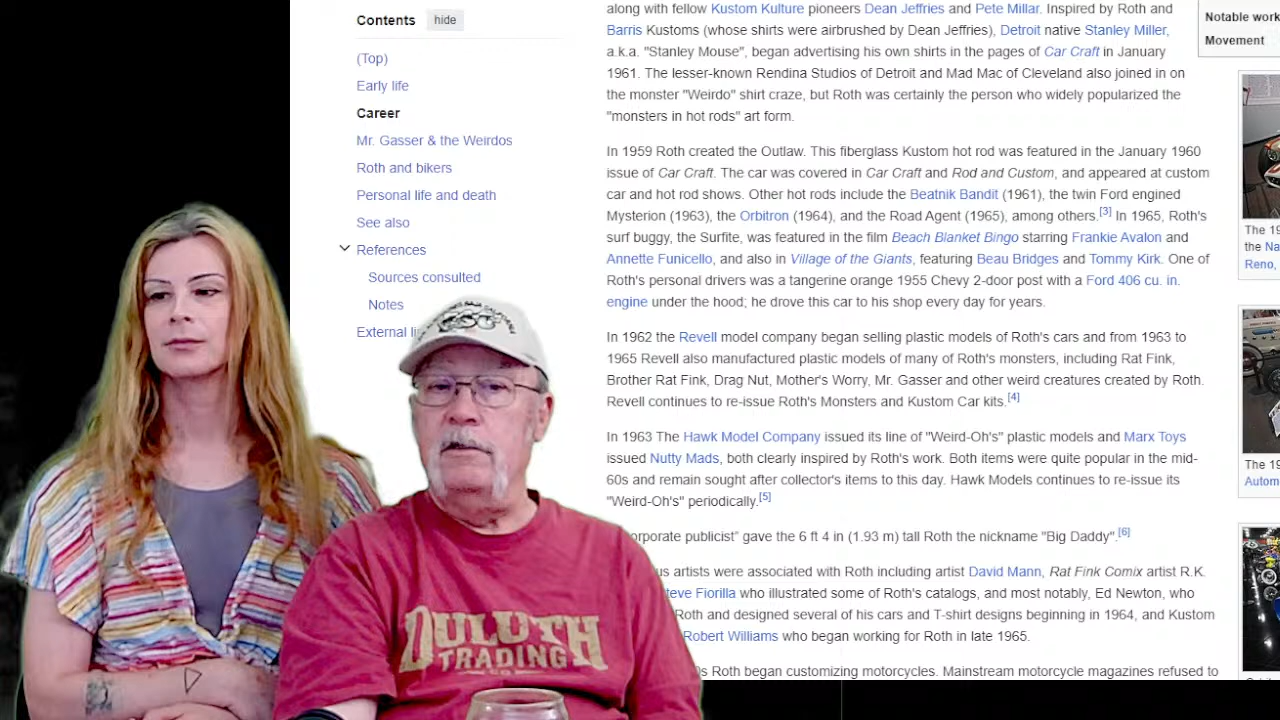 Contents hide
(Top)
Early life
Career
Mr. Gasser & the Weirdos
Roth and bikers
Personal life and death
See also
References
Sources consulted
Notes
External li
along with fellow Kustom Kulture pioneers Dean Jeffries and Pete Millar. Inspired by Roth and
Barris Kustoms (whose shirts were airbrushed by Dean Jeffries), Detroit native Stanley Miller,
a.k.a. "Stanley Mouse", began advertising his own shirts in the pages of Car Craft in January
1961. The lesser-known Rendina Studios of Detroit and Mad Mac of Cleveland also joined in on
the monster "Weirdo" shirt craze, but Roth was certainly the person who widely popularized the
"monsters in hot rods" art form.
In 1959 Roth created the Outlaw. This fiberglass Kustom hot rod was featured in the January 1960
issue of Car Craft. The car was covered in Car Craft and Rod and Custom, and appeared at custom
car and hot rod shows. Other hot rods include the Beatnik Bandit (1961), the twin Ford engined
Mysterion (1963), the Orbitron (1964), and the Road Agent (1965), among others.[3] In 1965, Roth's
surf buggy, the Surfite, was featured in the film Beach Blanket Bingo starring Frankie Avalon and
Annette Funicello, and also in Village of the Giants, featuring Beau Bridges and Tommy Kirk. One of
Roth's personal drivers was a tangerine orange 1955 Chevy 2-door post with a Ford 406 cu. in.
engine under the hood; he drove this car to his shop every day for years.
In 1962 the Revell model company began selling plastic models of Roth's cars and from 1963 to
1965 Revell also manufactured plastic models of many of Roth's monsters, including Rat Fink,
Brother Rat Fink, Drag Nut, Mother's Worry, Mr. Gasser and other weird creatures created by Roth.
Revell continues to re-issue Roth's Monsters and Kustom Car kits.[4]
In 1963 The Hawk Model Company issued its line of "Weird-Oh's" plastic models and Marx Toys
issued Nutty Mads, both clearly inspired by Roth's work. Both items were quite popular in the mid-
60s and remain sought after collector's items to this day. Hawk Models continues to re-issue its
"Weird-Oh's" periodically.[5]
orporate publicist" gave the 6 ft 4 in (1.93 m) tall Roth the nickname "Big Daddy".[6]
us artists were associated with Roth including artist David Mann, Rat Fink Comix artist R.K.
teve Fiorilla who illustrated some of Roth's catalogs, and most notably, Ed Newton, who
Roth and designed several of his cars and T-shirt designs beginning in 1964, and Kustom
Robert Williams who began working for Roth in late 1965.
s Roth began customizing motorcycles. Mainstream motorcycle magazines refused to
Notable work
Movement
The 19
the Na
Reno,
The 19
Autom
DULUTH
TRADING